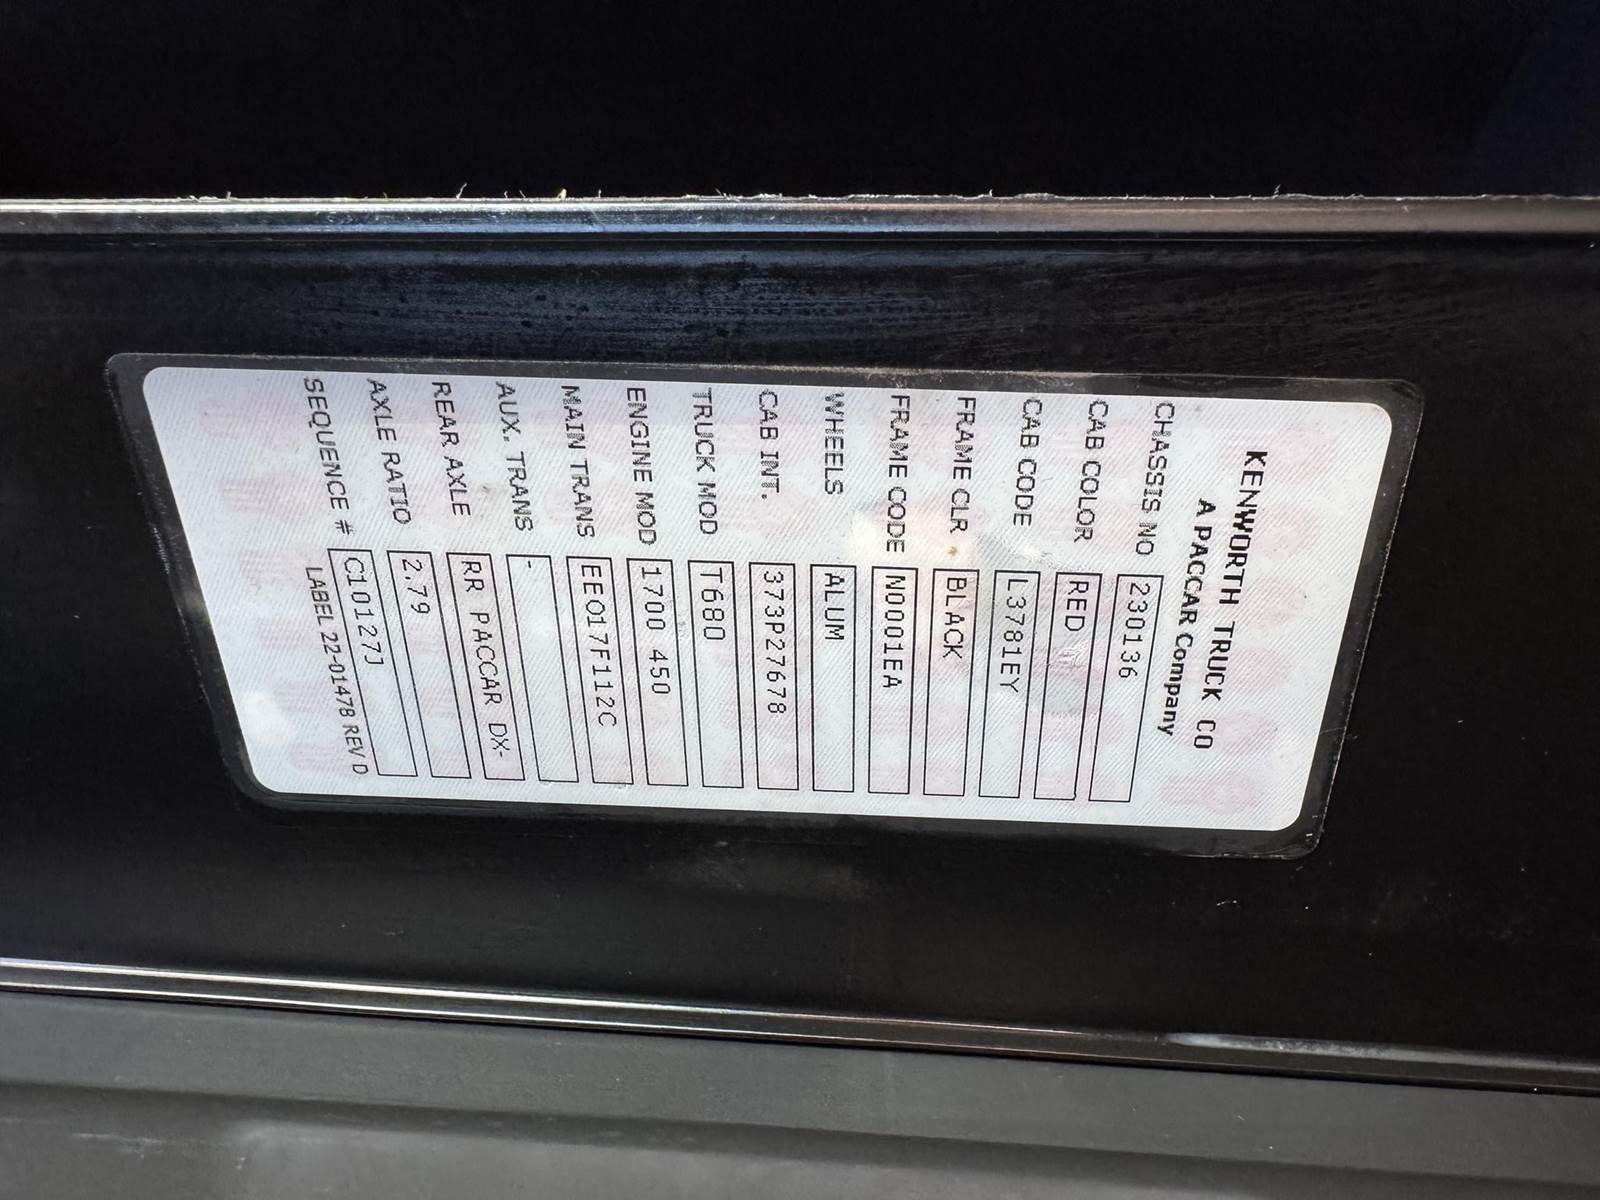 KENWORTH TRUCK CO
A PACCAR Company
CHASSIS NO 230136
CAB COLOR RED
CAB CODE L3781EY
FRAME CLR BLACK
FRAME CODE N0001EA
WHEELS ALUM
CAB INT. 373P27678
TRUCK MOD T680
ENGINE MOD 1700 450
MAIN TRANS EEO17F112C
AUX. TRANS -
REAR AXLE RR PACCAR DX-
AXLE RATIO 2.79
SEQUENCE # C10127J
LABEL 22-01478 REV D